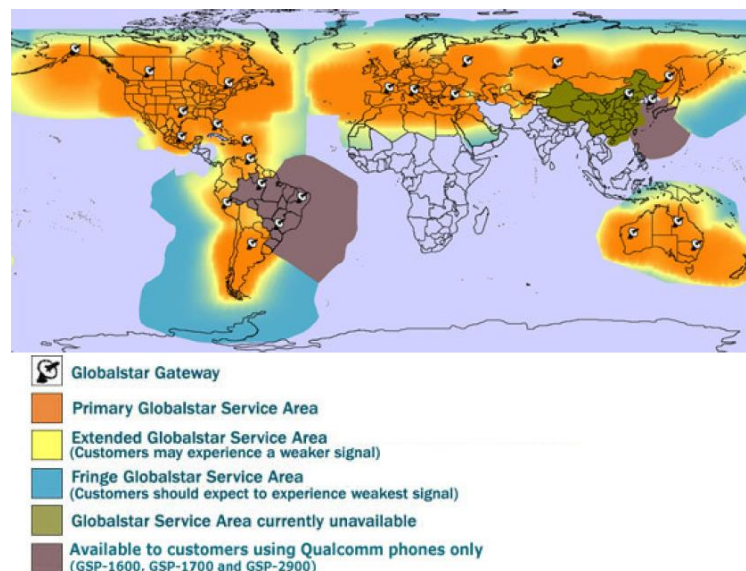 Globalstar Gateway
Primary Globalstar Service Area
Extended Globalstar Service Area
(Customers may experience a weaker signal)
Fringe Globalstar Service Area
(Customers should expect to experience weakest signal)
Globalstar Service Area currently unavailable
Available to customers using Qualcomm phones only
(GSP-1600, GSP-1700 and GSP-2900)